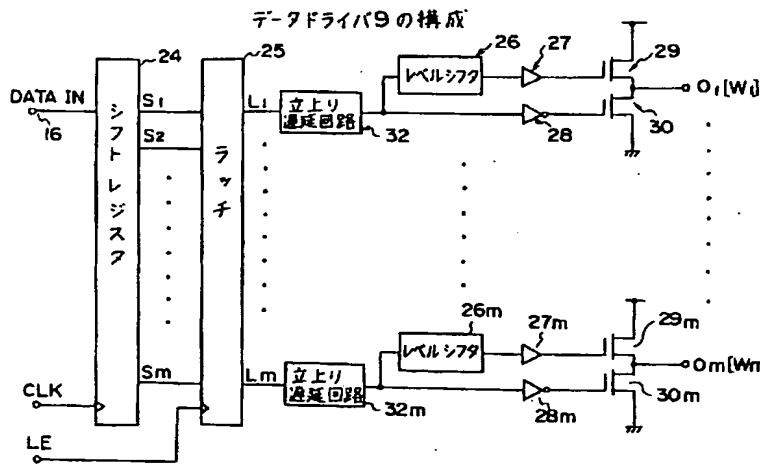 データドライバ9の構成
24
25
26
27
29
DATA IN
16
シフトレジスタ
S1
S2
ラッチ
L1
立上り
遅延回路
32
レベルシフタ
28
30
O1[W1]
26m
27m
29m
レベルシフタ
Sm
Lm
立上り
遅延回路
32m
28m
30m
Om[Wm]
CLK
LE